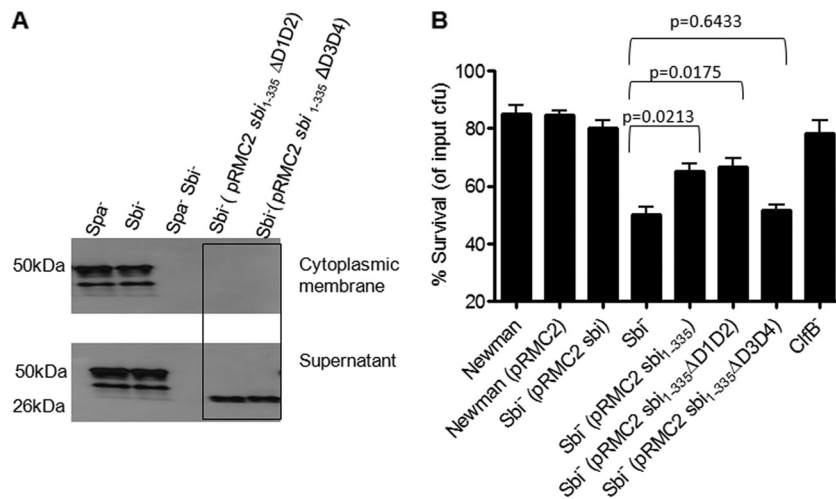 A
Spa⁻
Sbi⁻
Spa⁻ Sbi⁻
Sbi⁻ ( pRMC2 sbi₁₋₃₃₅ ΔD1D2)
Sbi⁻( pRMC2 sbi ₁₋₃₃₅ ΔD3D4)
50kDa
Cytoplasmic
membrane
50kDa
26kDa
Supernatant
B
p=0.6433
p=0.0175
p=0.0213
% Survival (of input cfu)
100
80
60
40
20
Newman
Newman (pRMC2)
Sbi⁻ (pRMC2 sbi)
Sbi⁻
Sbi⁻ (pRMC2 sbi₁₋₃₃₅)
Sbi⁻ (pRMC2 sbi₁₋₃₃₅ΔD1D2)
Sbi⁻ (pRMC2 sbi₁₋₃₃₅ΔD3D4)
ClfB⁻